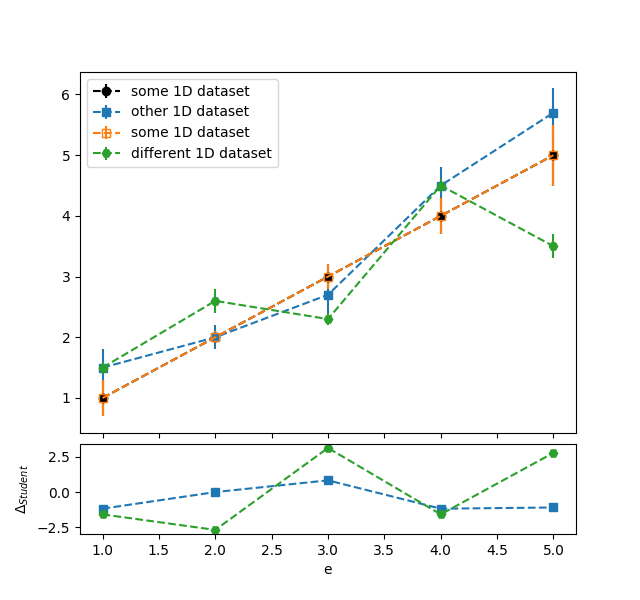 some 1D dataset
other 1D dataset
some 1D dataset
different 1D dataset
6
5
4
3
2
1
2.5
0.0
−2.5
Δ_Student
1.0 1.5 2.0 2.5 3.0 3.5 4.0 4.5 5.0
e